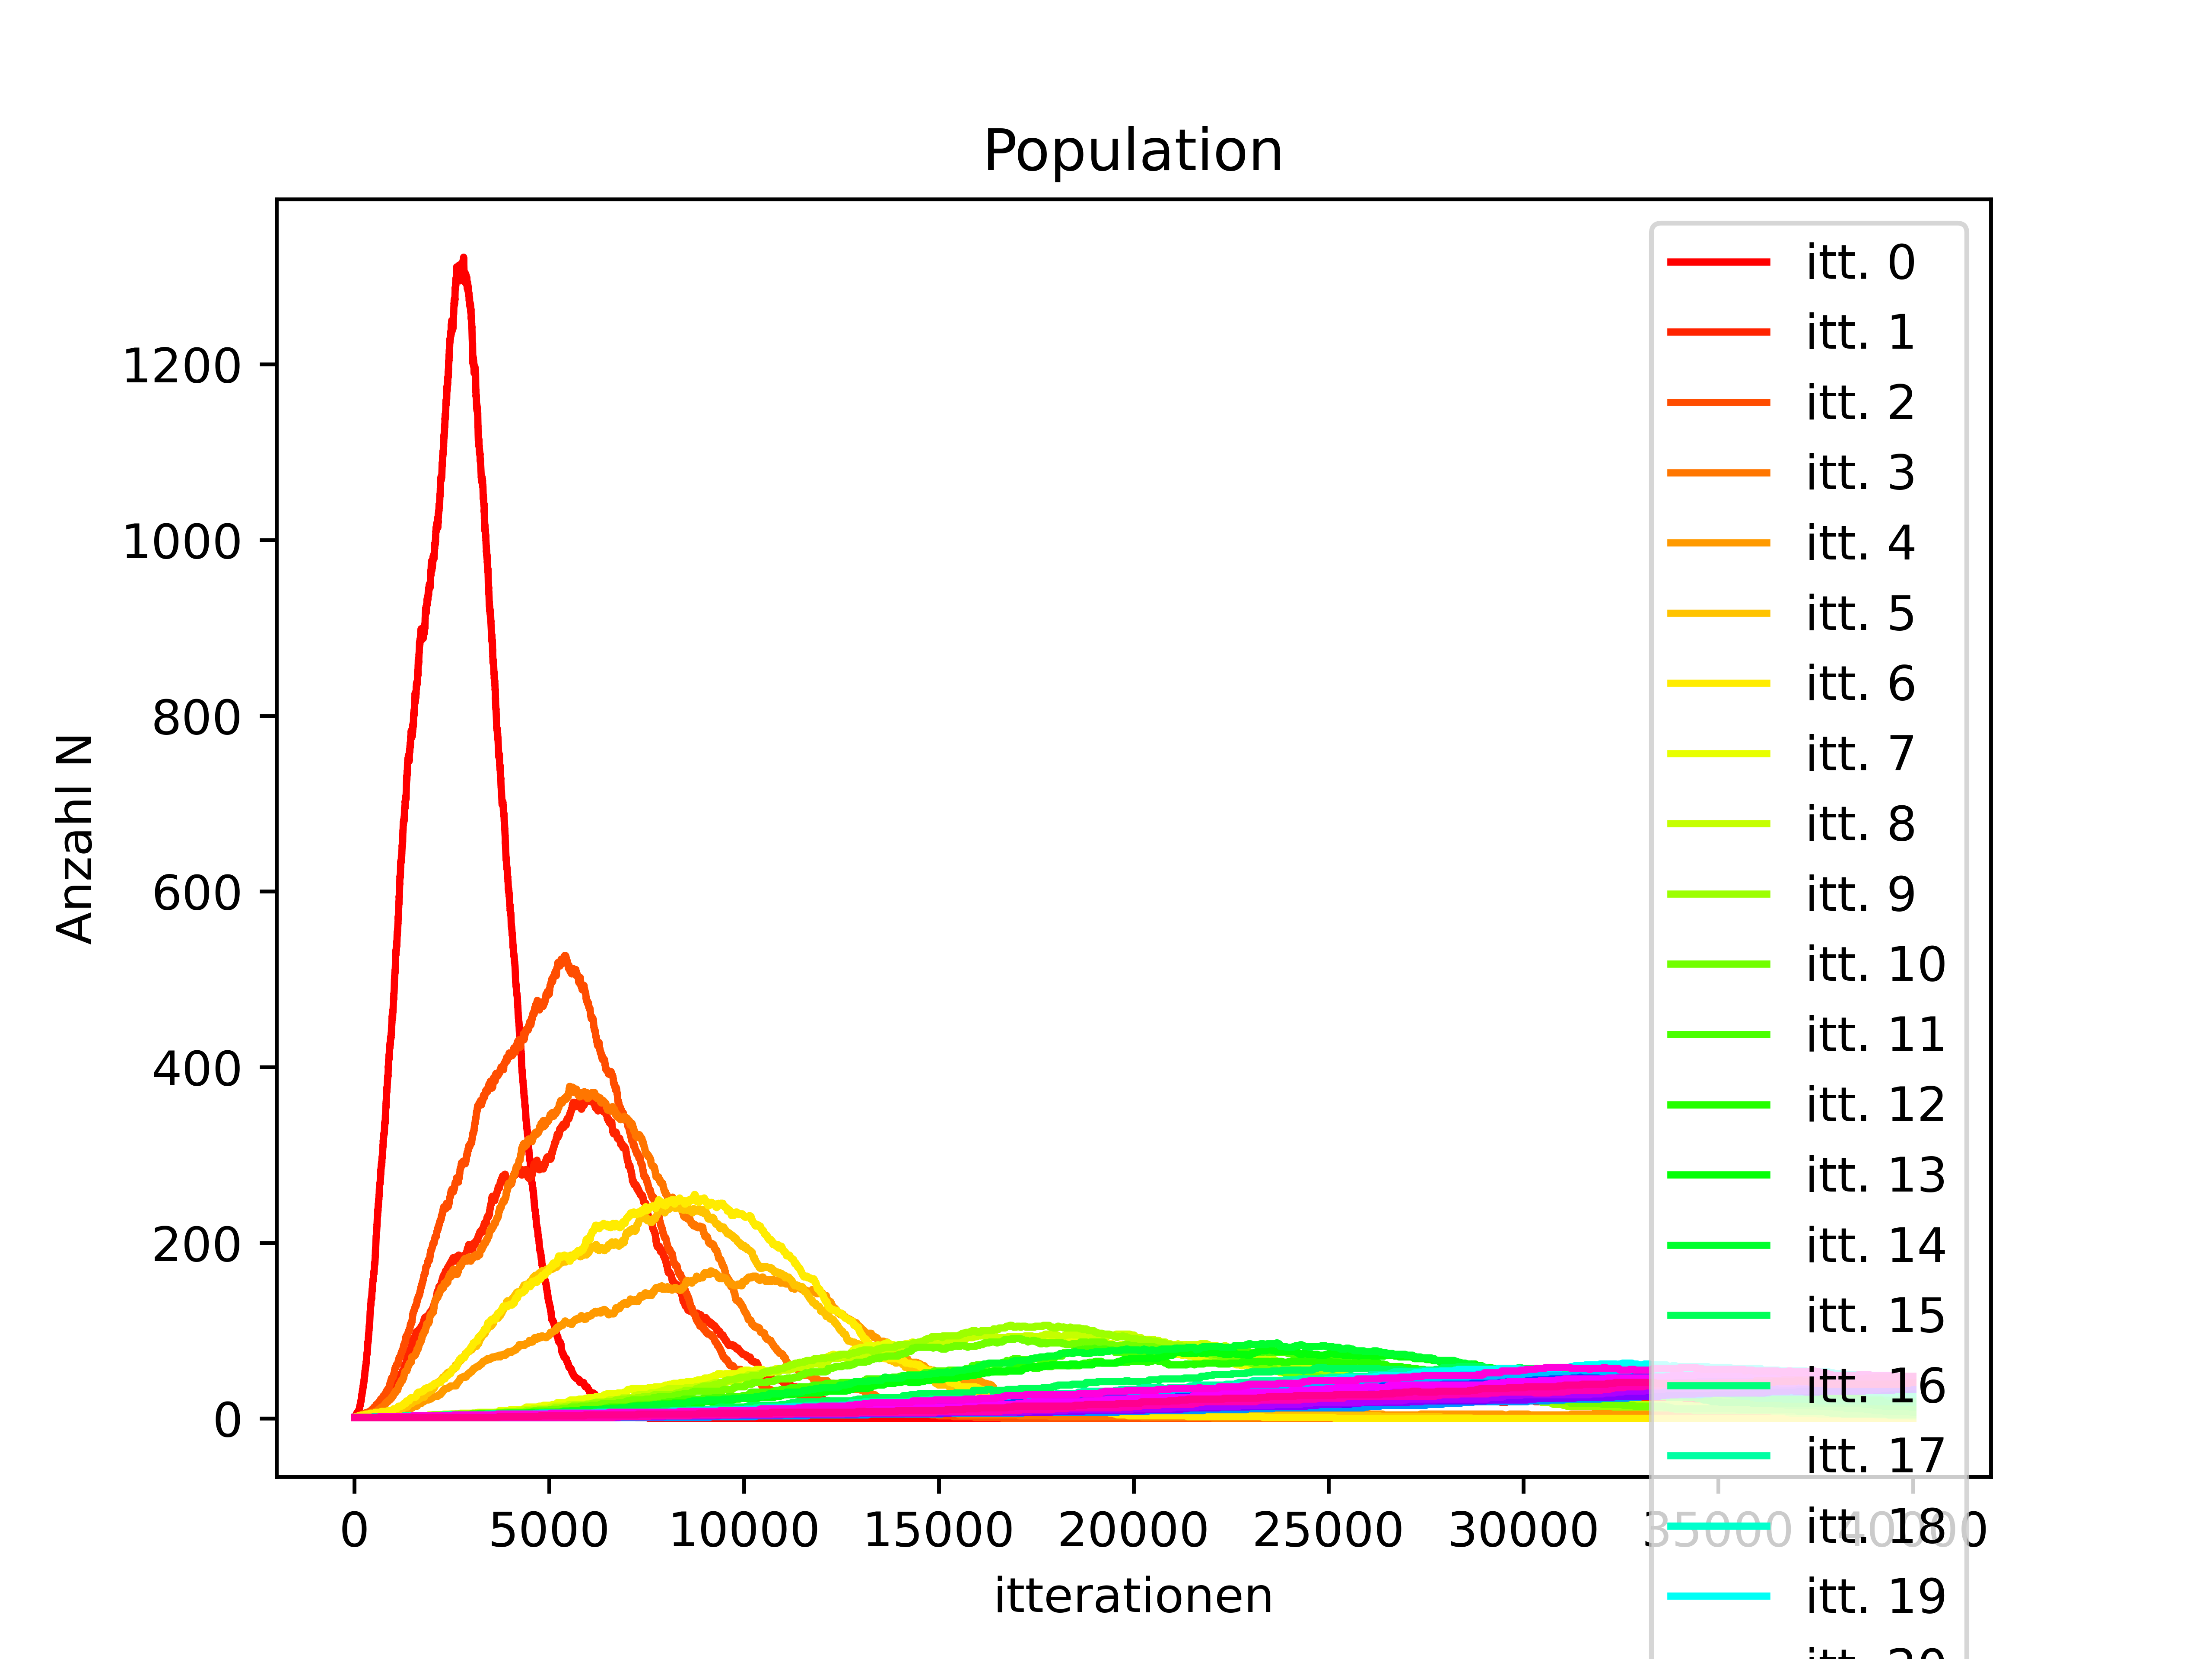 Population
Anzahl N
1200
1000
800
600
400
200
0
0 5000 10000 15000 20000 25000 30000 35000 40000
itterationen
itt. 0
itt. 1
itt. 2
itt. 3
itt. 4
itt. 5
itt. 6
itt. 7
itt. 8
itt. 9
itt. 10
itt. 11
itt. 12
itt. 13
itt. 14
itt. 15
itt. 16
itt. 17
itt. 18
itt. 19